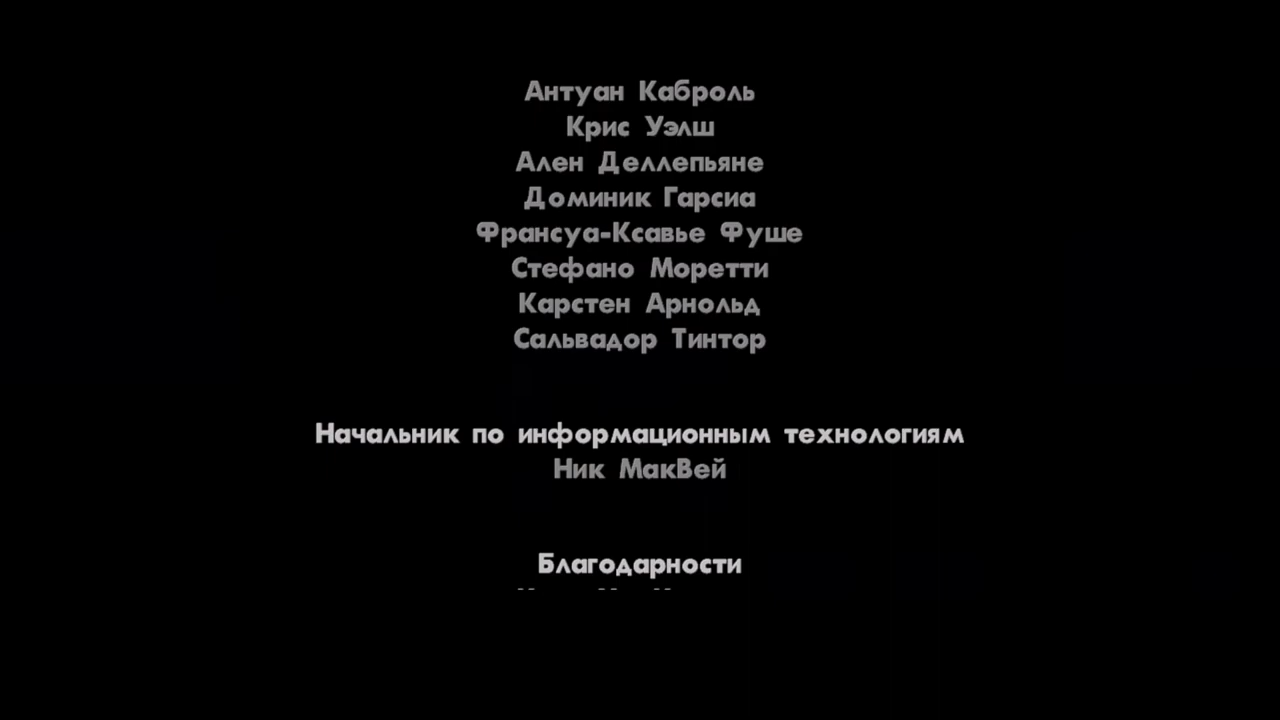 Антуан Каброль
Крис Уэлш
Ален Деллепьяне
Доминик Гарсиа
Франсуа-Ксавье Фуше
Стефано Моретти
Карстен Арнольд
Сальвадор Тинтор
Начальник по информационным технологиям
Ник МакВей
Благодарности